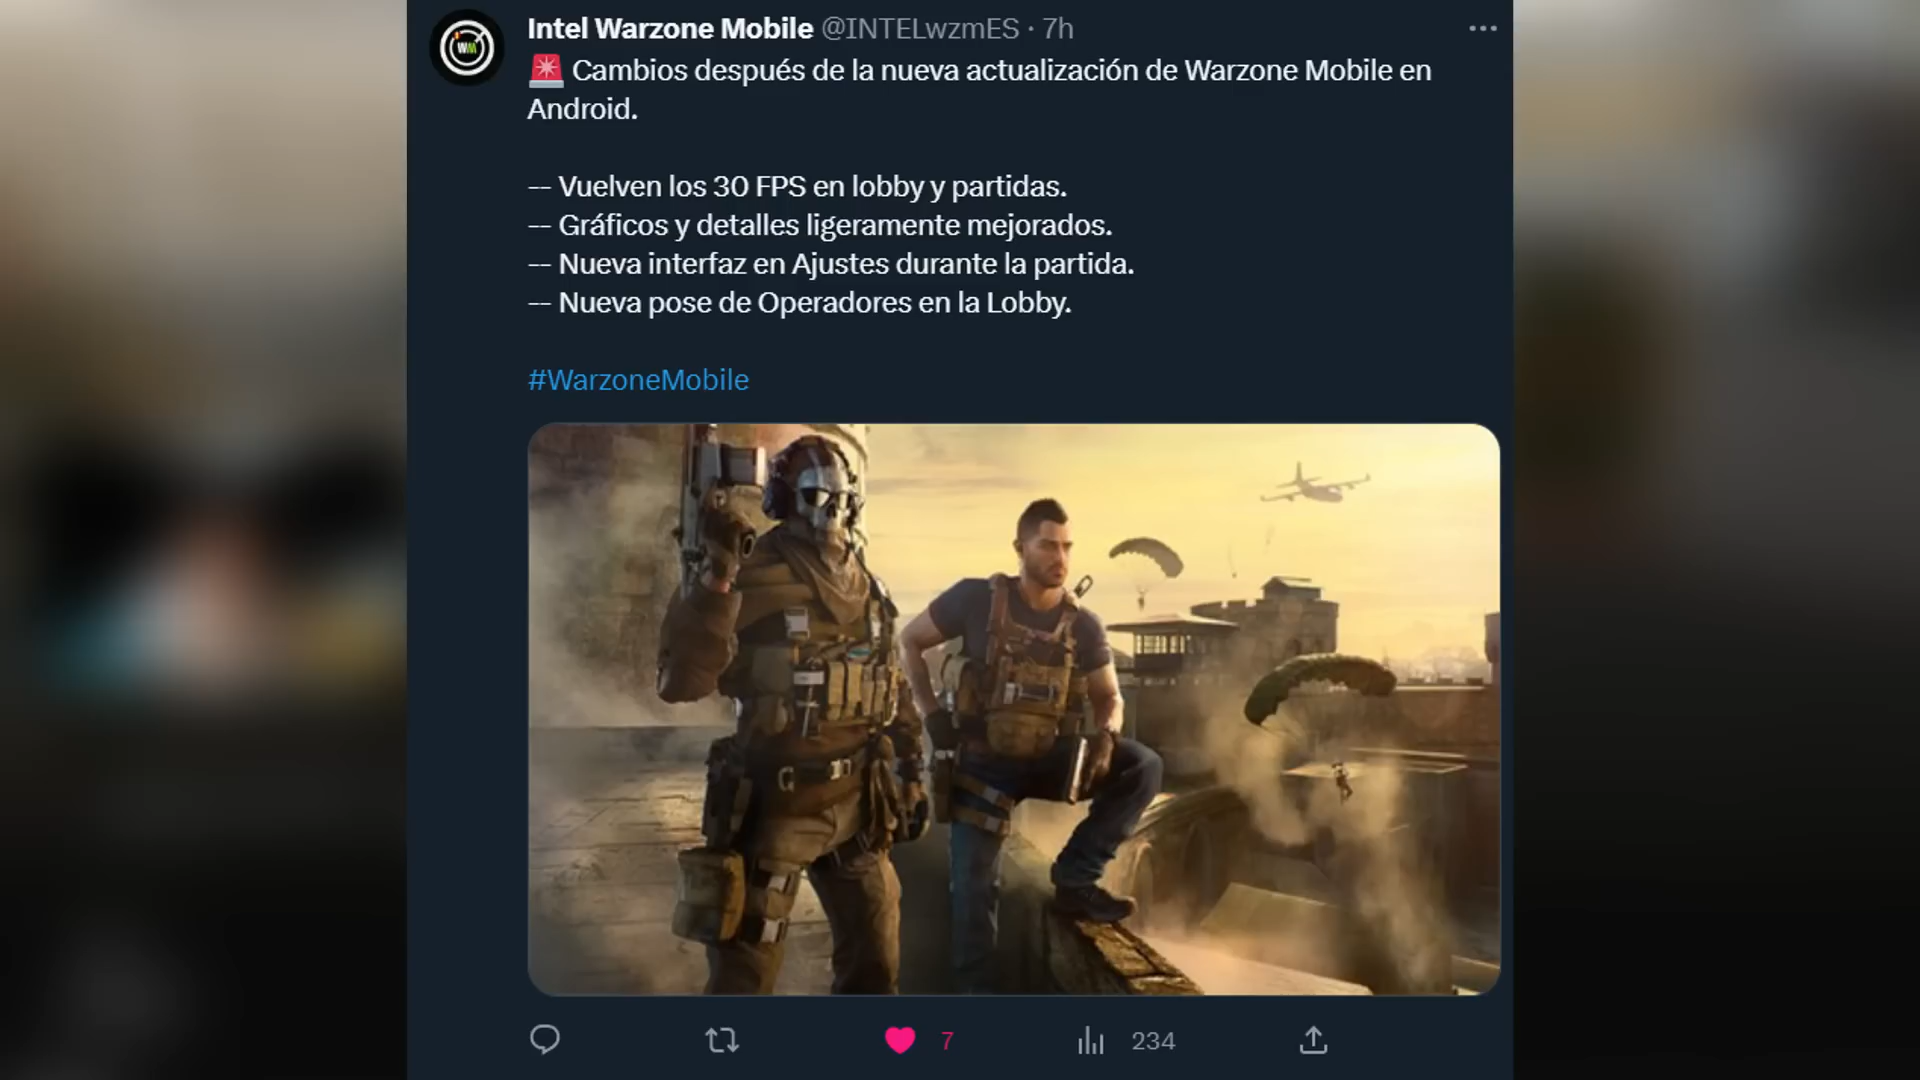 Intel Warzone Mobile @INTELwzmES · 7h
WM
🚨 Cambios después de la nueva actualización de Warzone Mobile en
Android.
-- Vuelven los 30 FPS en lobby y partidas.
-- Gráficos y detalles ligeramente mejorados.
-- Nueva interfaz en Ajustes durante la partida.
-- Nueva pose de Operadores en la Lobby.
#WarzoneMobile
7
234